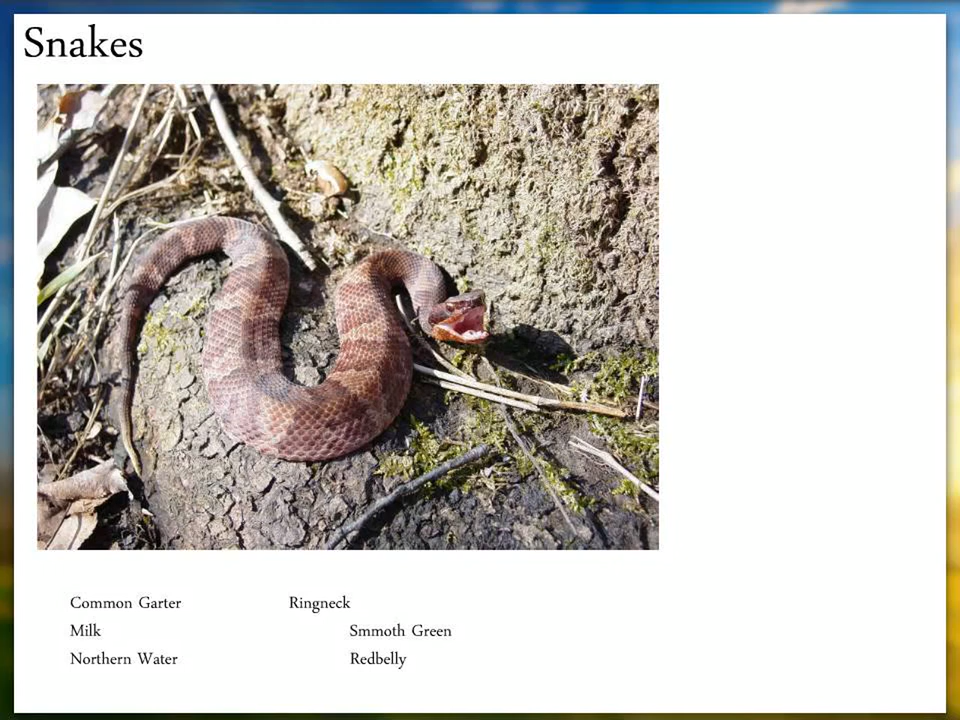 Snakes
Common Garter Ringneck
Milk Smmoth Green
Northern Water Redbelly